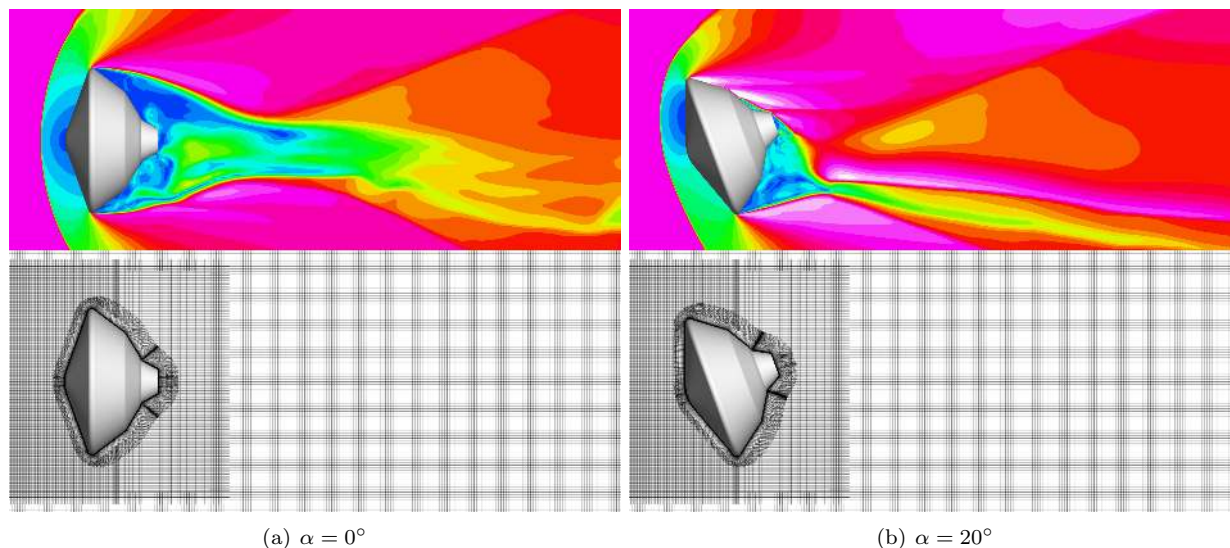 (a) α = 0°
(b) α = 20°